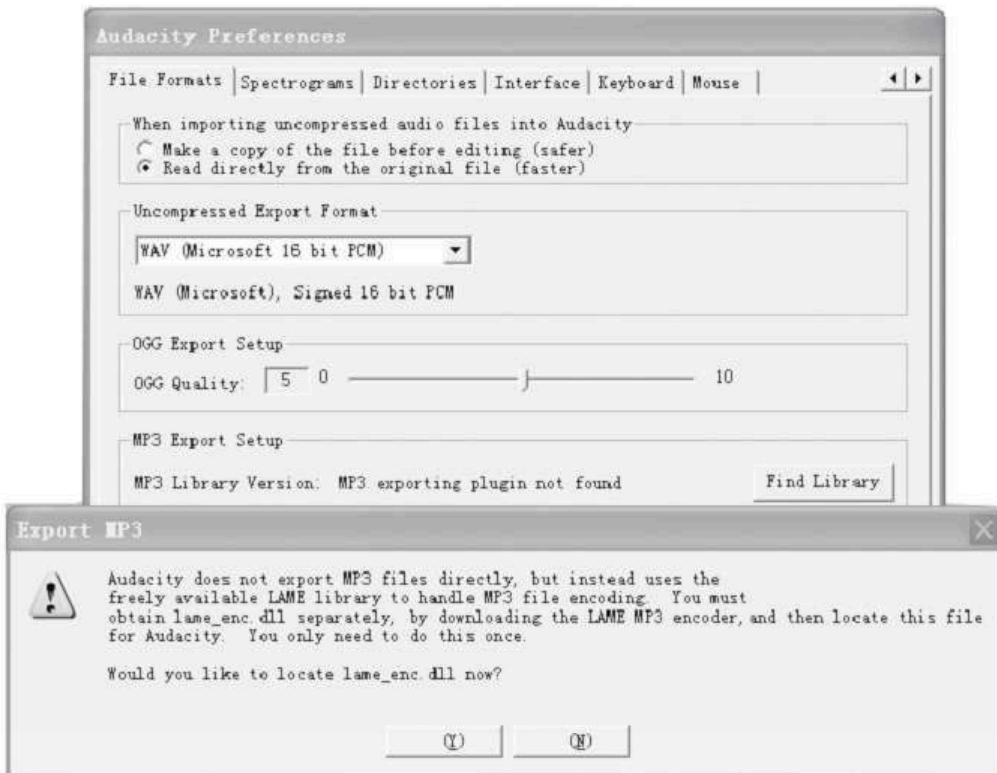 Audacity Preferences
File Formats Spectrograms Directories Interface Keyboard Mouse
When importing uncompressed audio files into Audacity
Make a copy of the file before editing (safer)
Read directly from the original file (faster)
Uncompressed Export Format
WAV (Microsoft 16 bit PCM)
WAV (Microsoft), Signed 16 bit PCM
OGG Export Setup
OGG Quality: 5 0 10
MP3 Export Setup
MP3 Library Version: MP3 exporting plugin not found Find Library
Export MP3
Audacity does not export MP3 files directly, but instead uses the
freely available LAME library to handle MP3 file encoding. You must
obtain lame_enc.dll separately, by downloading the LAME MP3 encoder, and then locate this file
for Audacity. You only need to do this once.
Would you like to locate lame_enc.dll now?
(Y) (N)